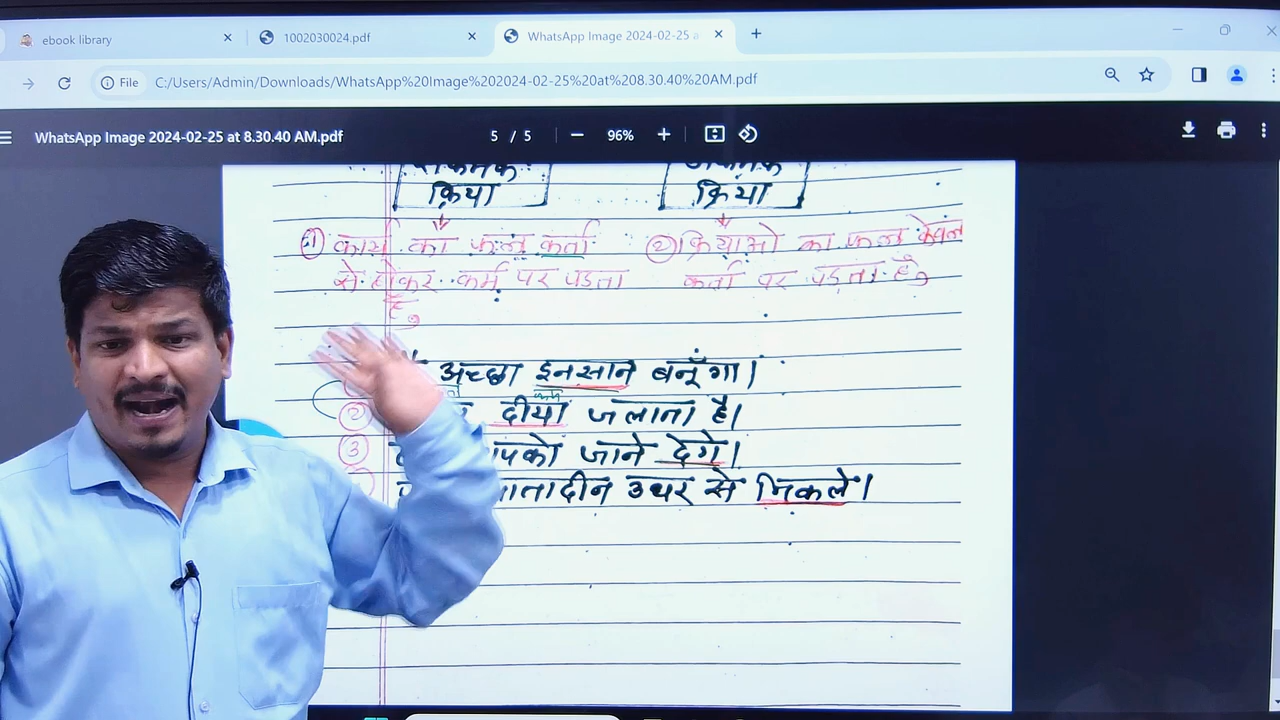 ebook library
1002030024.pdf
WhatsApp Image 2024-02-25 a
File
C:/Users/Admin/Downloads/WhatsApp%20Image%202024-02-25%20at%208.30.40%20AM.pdf
WhatsApp Image 2024-02-25 at 8.30.40 AM.pdf
5 / 5
96%
क्रिया
क्रिया
① कार्य का फल कर्ता
से होकर कर्म पर पडता
है।
② क्रियाओ का फल केवल
कर्ता पर पड़ता है।
अच्छा इनसान बनूँगा।
② दीया जलाना है।
③ जाने देगे।
मातादीन उधर से निकले।